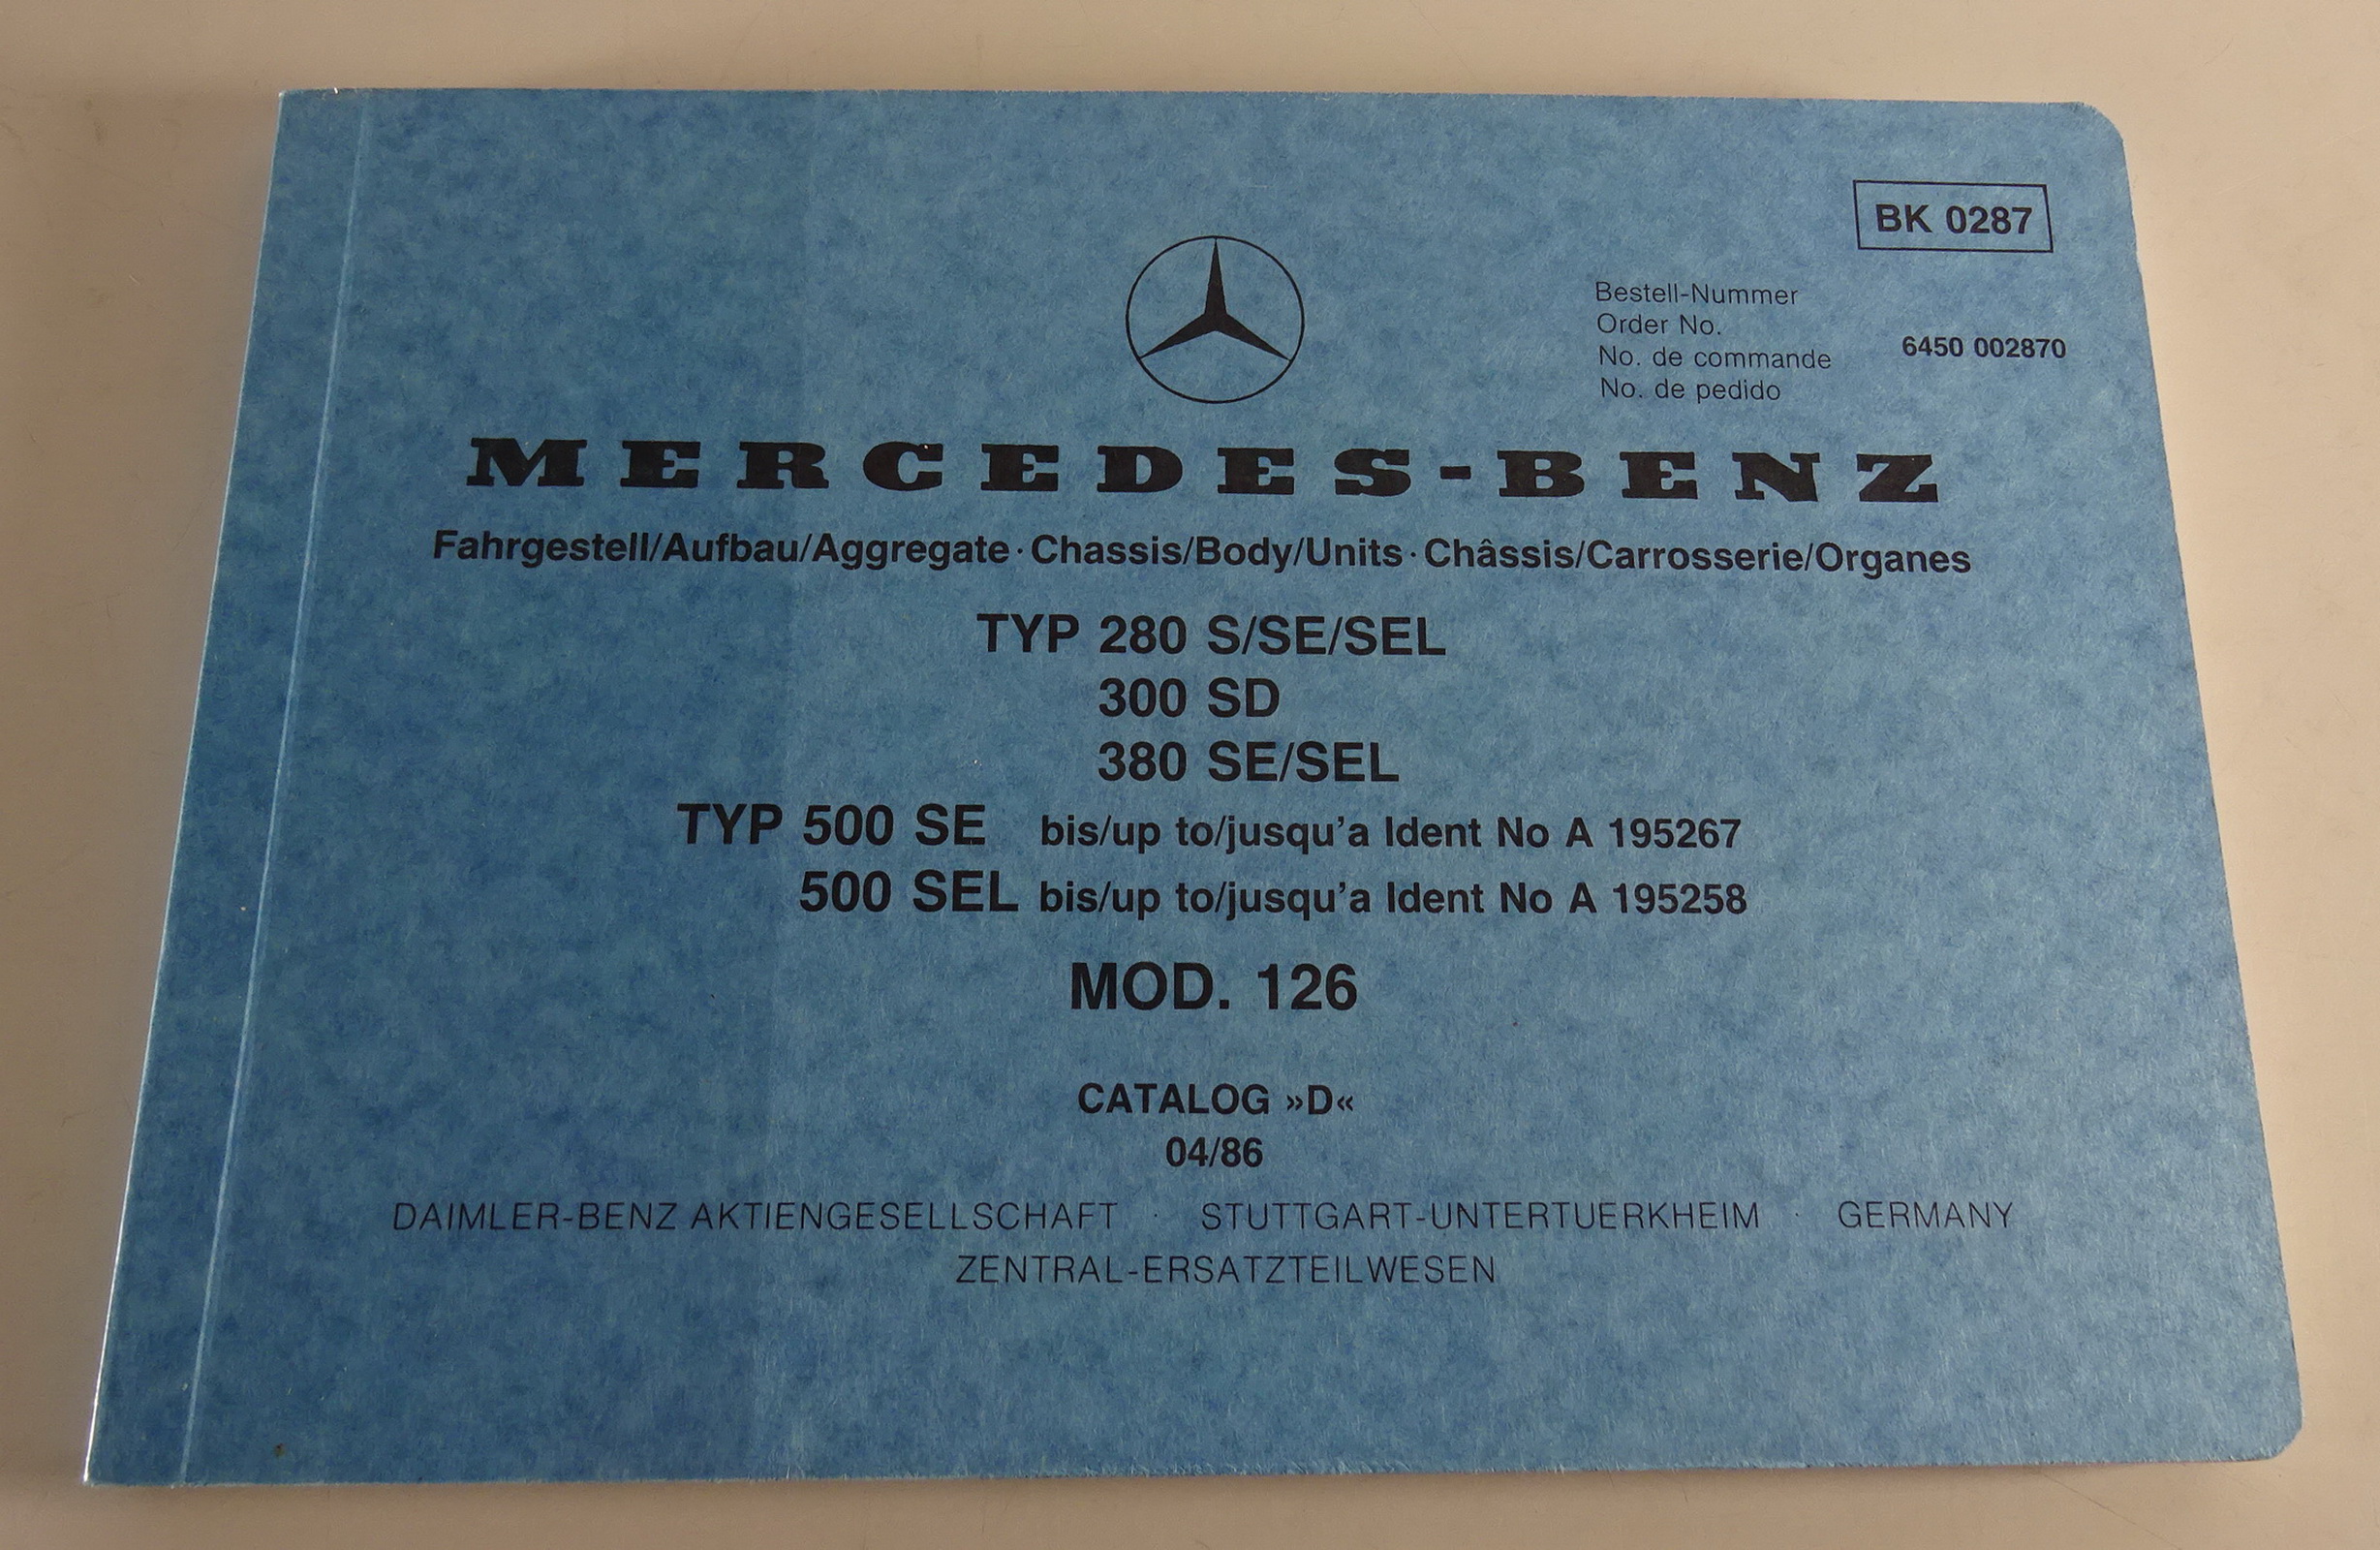 BK 0287
Bestell-Nummer
Order No.
No. de commande
No. de pedido
6450 002870
MERCEDES-BENZ
Fahrgestell/Aufbau/Aggregate · Chassis/Body/Units · Châssis/Carrosserie/Organes
TYP 280 S/SE/SEL
300 SD
380 SE/SEL
TYP 500 SE bis/up to/jusqu'a Ident No A 195267
500 SEL bis/up to/jusqu'a Ident No A 195258
MOD. 126
CATALOG »D«
04/86
DAIMLER-BENZ AKTIENGESELLSCHAFT · STUTTGART-UNTERTUERKHEIM · GERMANY
ZENTRAL-ERSATZTEILWESEN